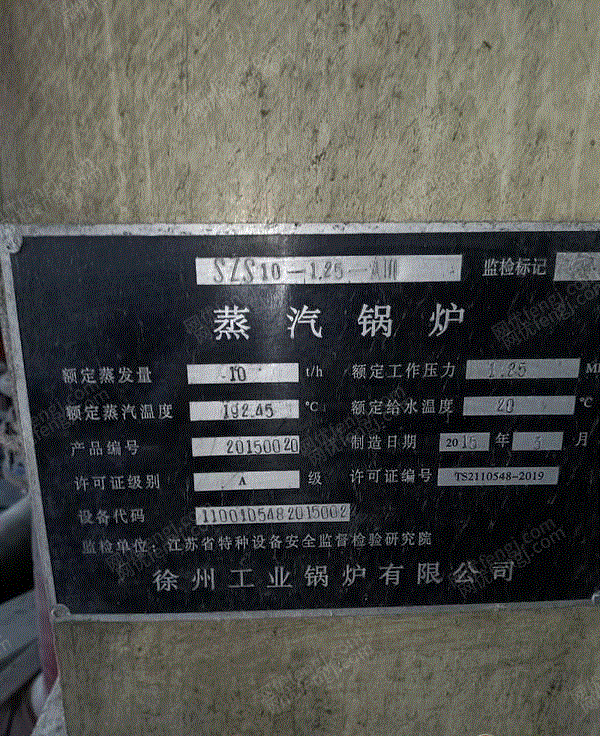 SZS10-1.25-AIII 监检标记
蒸汽锅炉
额定蒸发量 10 t/h 额定工作压力 1.25
额定蒸汽温度 192.45 ℃ 额定给水温度 20 ℃
产品编号 20150020 制造日期 2015 年 3 月
许可证级别 A 级 许可证编号 TS2110548-2019
设备代码 1100105482015002
监检单位：江苏省特种设备安全监督检验研究院
徐州工业锅炉有限公司